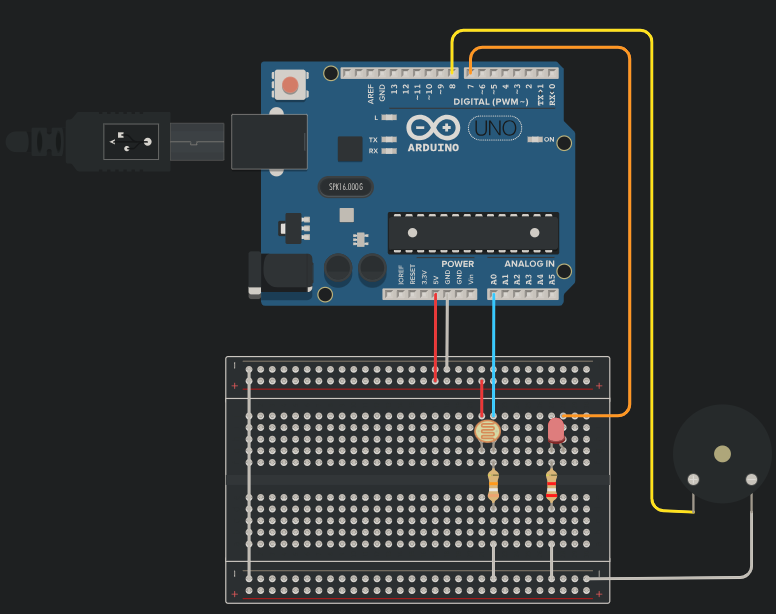 AREF
GND
13
12
~11
~10
~9
8
7
~6
~5
4
~3
2
TX>1
RX<0
DIGITAL (PWM~)
L
TX
RX
ARDUINO
UNO
ON
SPK16.000G
POWER
ANALOG IN
IOREF
RESET
3.3V
5V
GND
GND
Vin
A0
A1
A2
A3
A4
A5